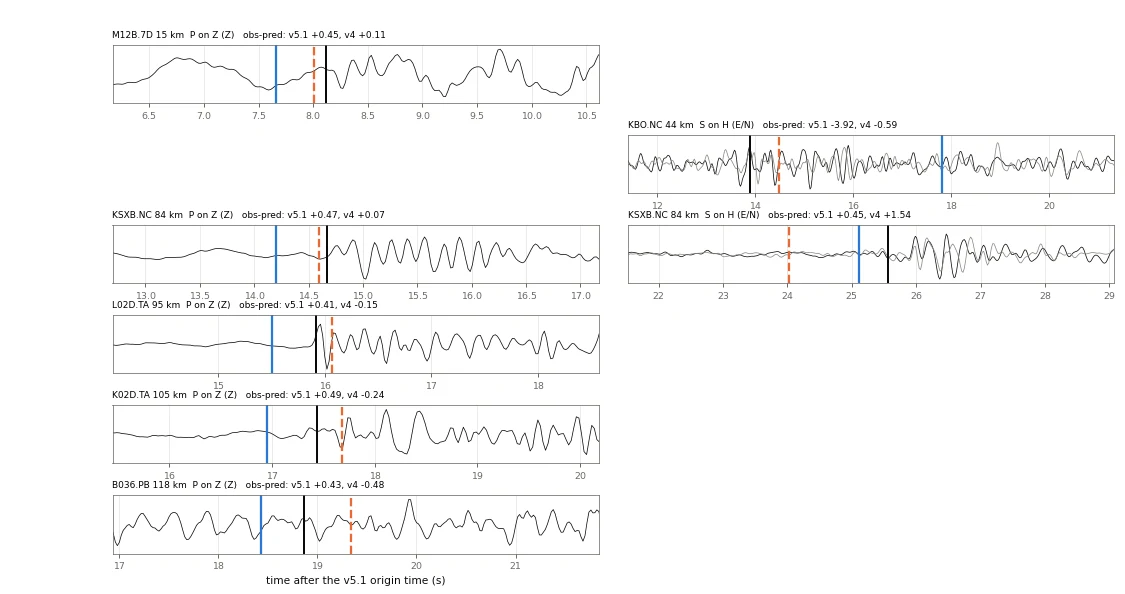 M12B.7D 15 km  P on Z (Z)   obs-pred: v5.1 +0.45, v4 +0.11
6.5 7.0 7.5 8.0 8.5 9.0 9.5 10.0 10.5
KBO.NC 44 km  S on H (E/N)   obs-pred: v5.1 -3.92, v4 -0.59
12 14 16 18 20
KSXB.NC 84 km  P on Z (Z)   obs-pred: v5.1 +0.47, v4 +0.07
13.0 13.5 14.0 14.5 15.0 15.5 16.0 16.5 17.0
KSXB.NC 84 km  S on H (E/N)   obs-pred: v5.1 +0.45, v4 +1.54
22 23 24 25 26 27 28 29
L02D.TA 95 km  P on Z (Z)   obs-pred: v5.1 +0.41, v4 -0.15
15 16 17 18
K02D.TA 105 km  P on Z (Z)   obs-pred: v5.1 +0.49, v4 -0.24
16 17 18 19 20
B036.PB 118 km  P on Z (Z)   obs-pred: v5.1 +0.43, v4 -0.48
17 18 19 20 21
time after the v5.1 origin time (s)